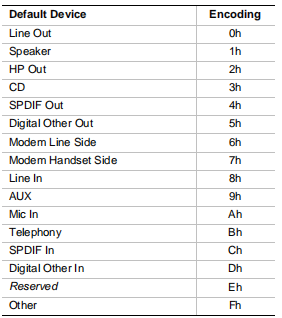 Default Device Encoding
Line Out 0h
Speaker 1h
HP Out 2h
CD 3h
SPDIF Out 4h
Digital Other Out 5h
Modem Line Side 6h
Modem Handset Side 7h
Line In 8h
AUX 9h
Mic In Ah
Telephony Bh
SPDIF In Ch
Digital Other In Dh
Reserved Eh
Other Fh